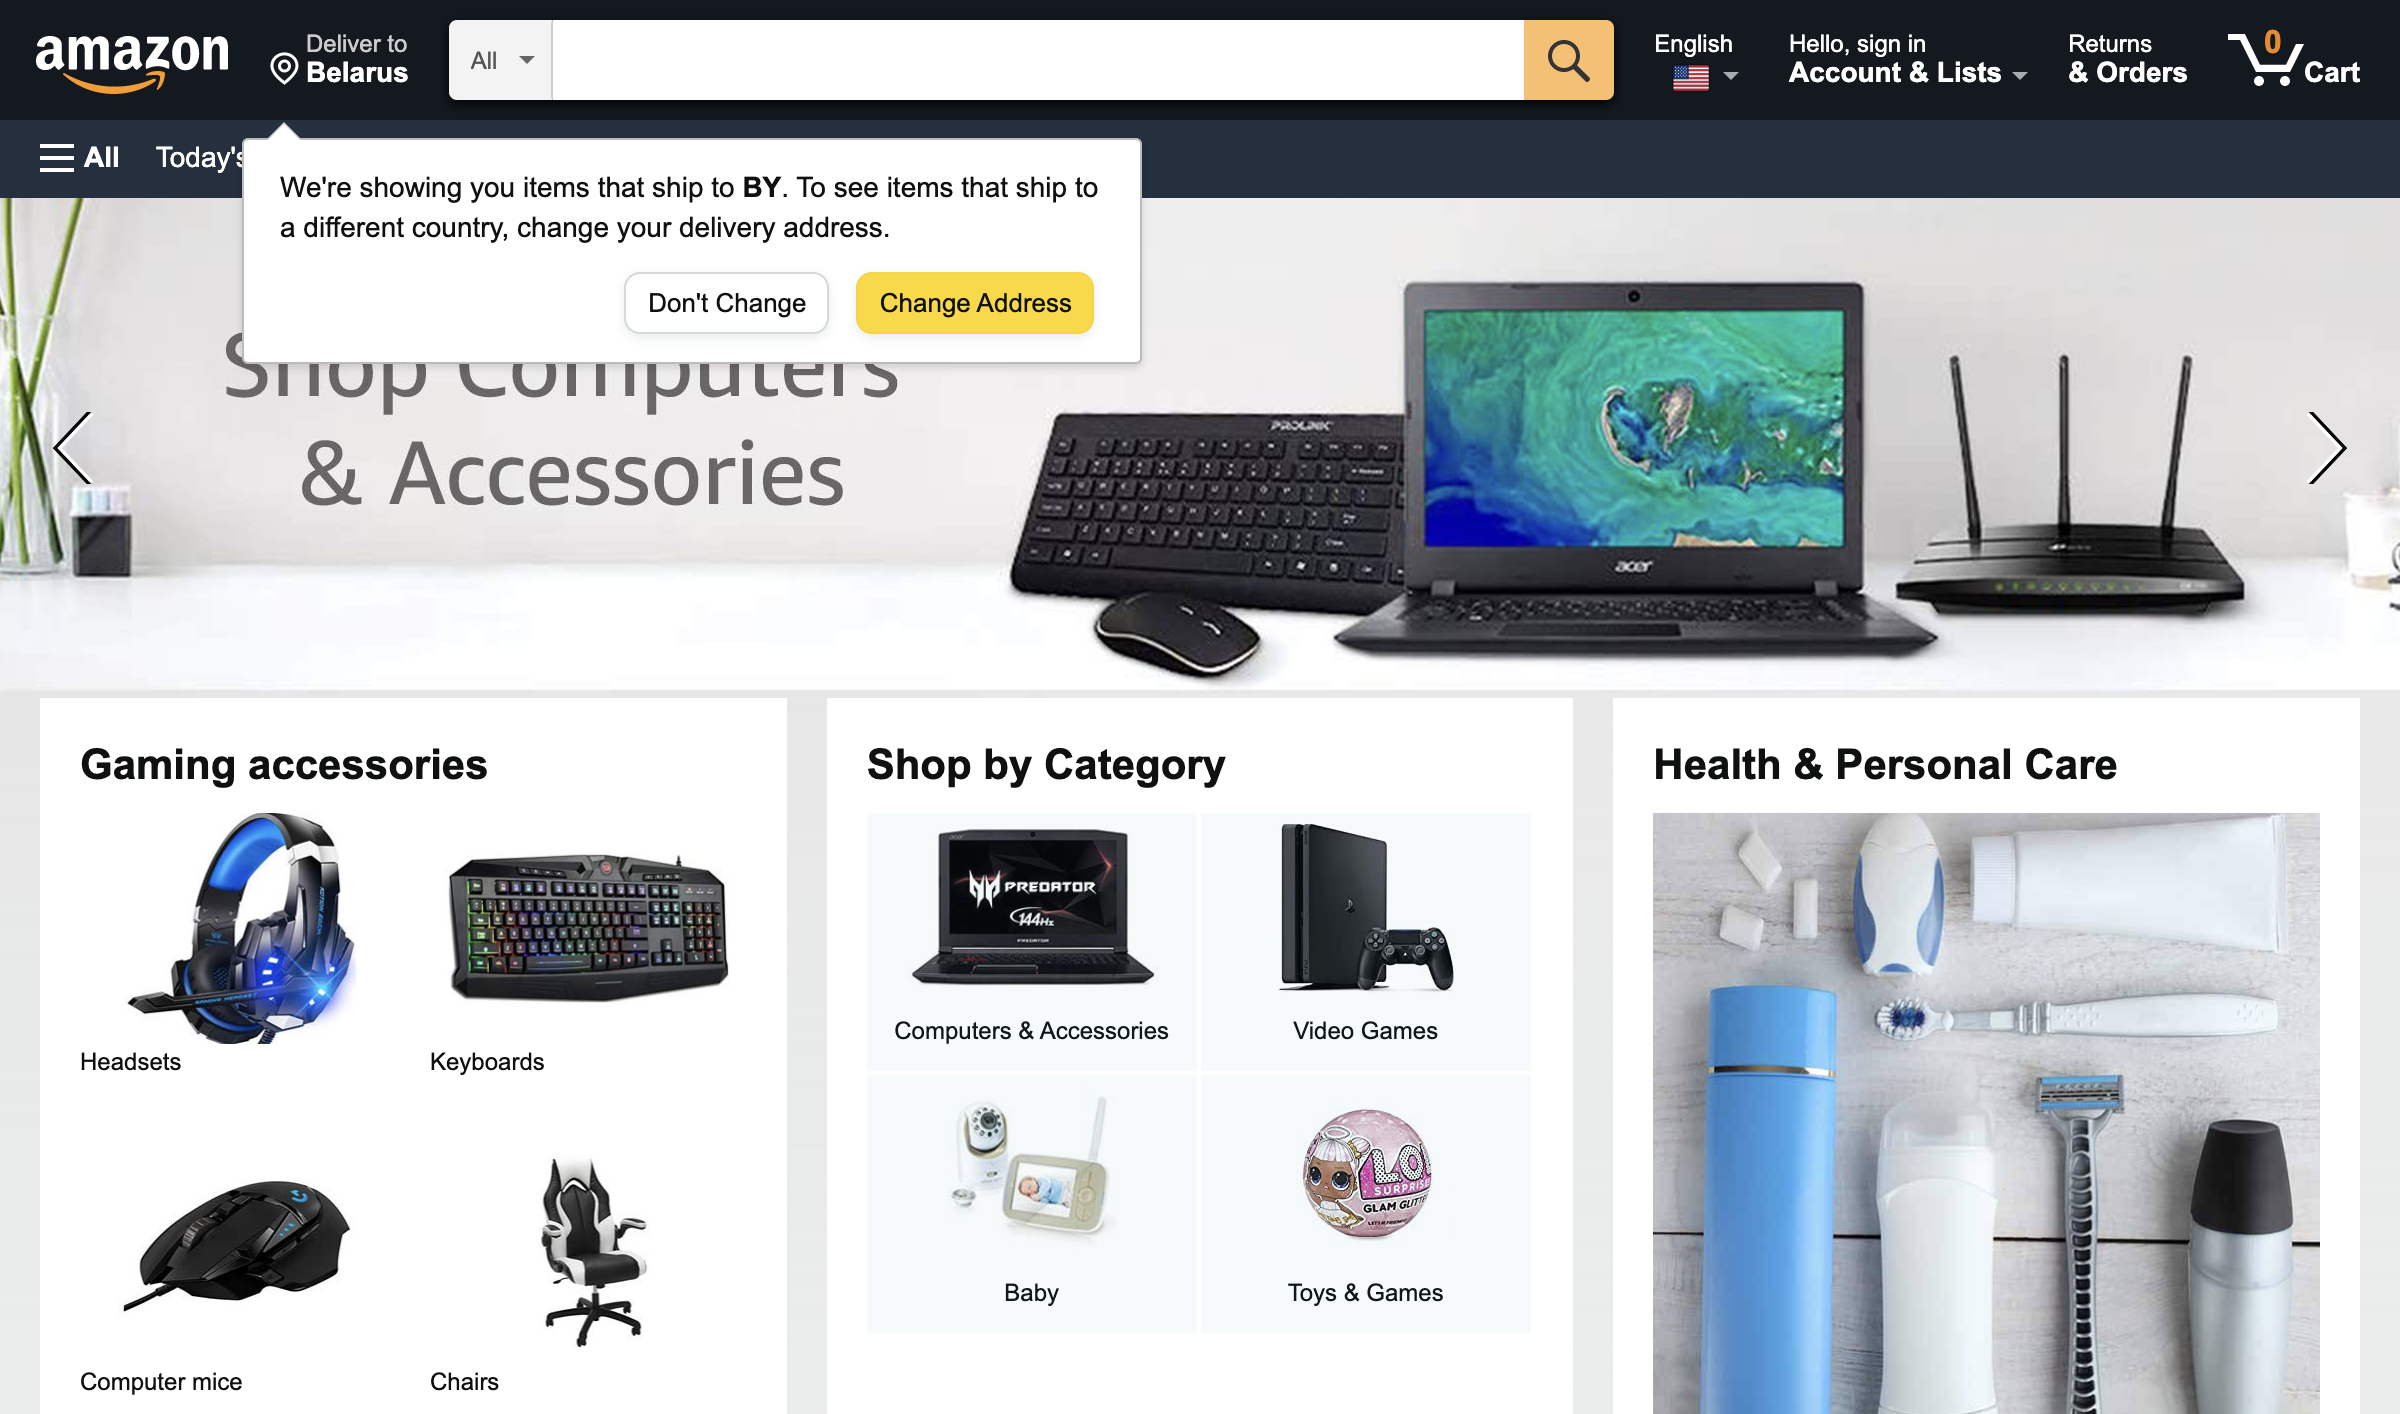 amazon
Deliver to
Belarus
All
English
Hello, sign in
Account & Lists
Returns
& Orders
0
Cart
All
Today's
We're showing you items that ship to BY. To see items that ship to
a different country, change your delivery address.
Don't Change
Change Address
Shop Computers
& Accessories
PROLINK
acer
Gaming accessories
Headsets
Keyboards
Computer mice
Chairs
Shop by Category
PREDATOR
144Hz
PREDATOR
Computers & Accessories
Video Games
Baby
LOL
SURPRISE
GLAM GLITTER
Toys & Games
Health & Personal Care